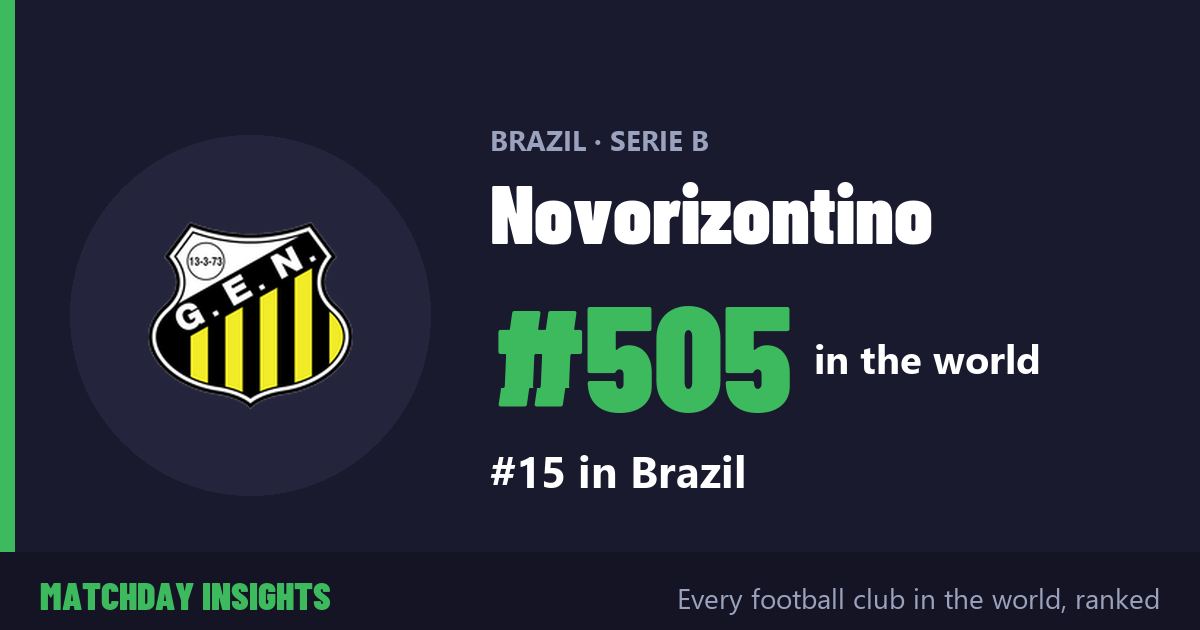 BRAZIL · SERIE B
Novorizontino
13-3-73
G.E.N.
#505 in the world
#15 in Brazil
MATCHDAY INSIGHTS
Every football club in the world, ranked